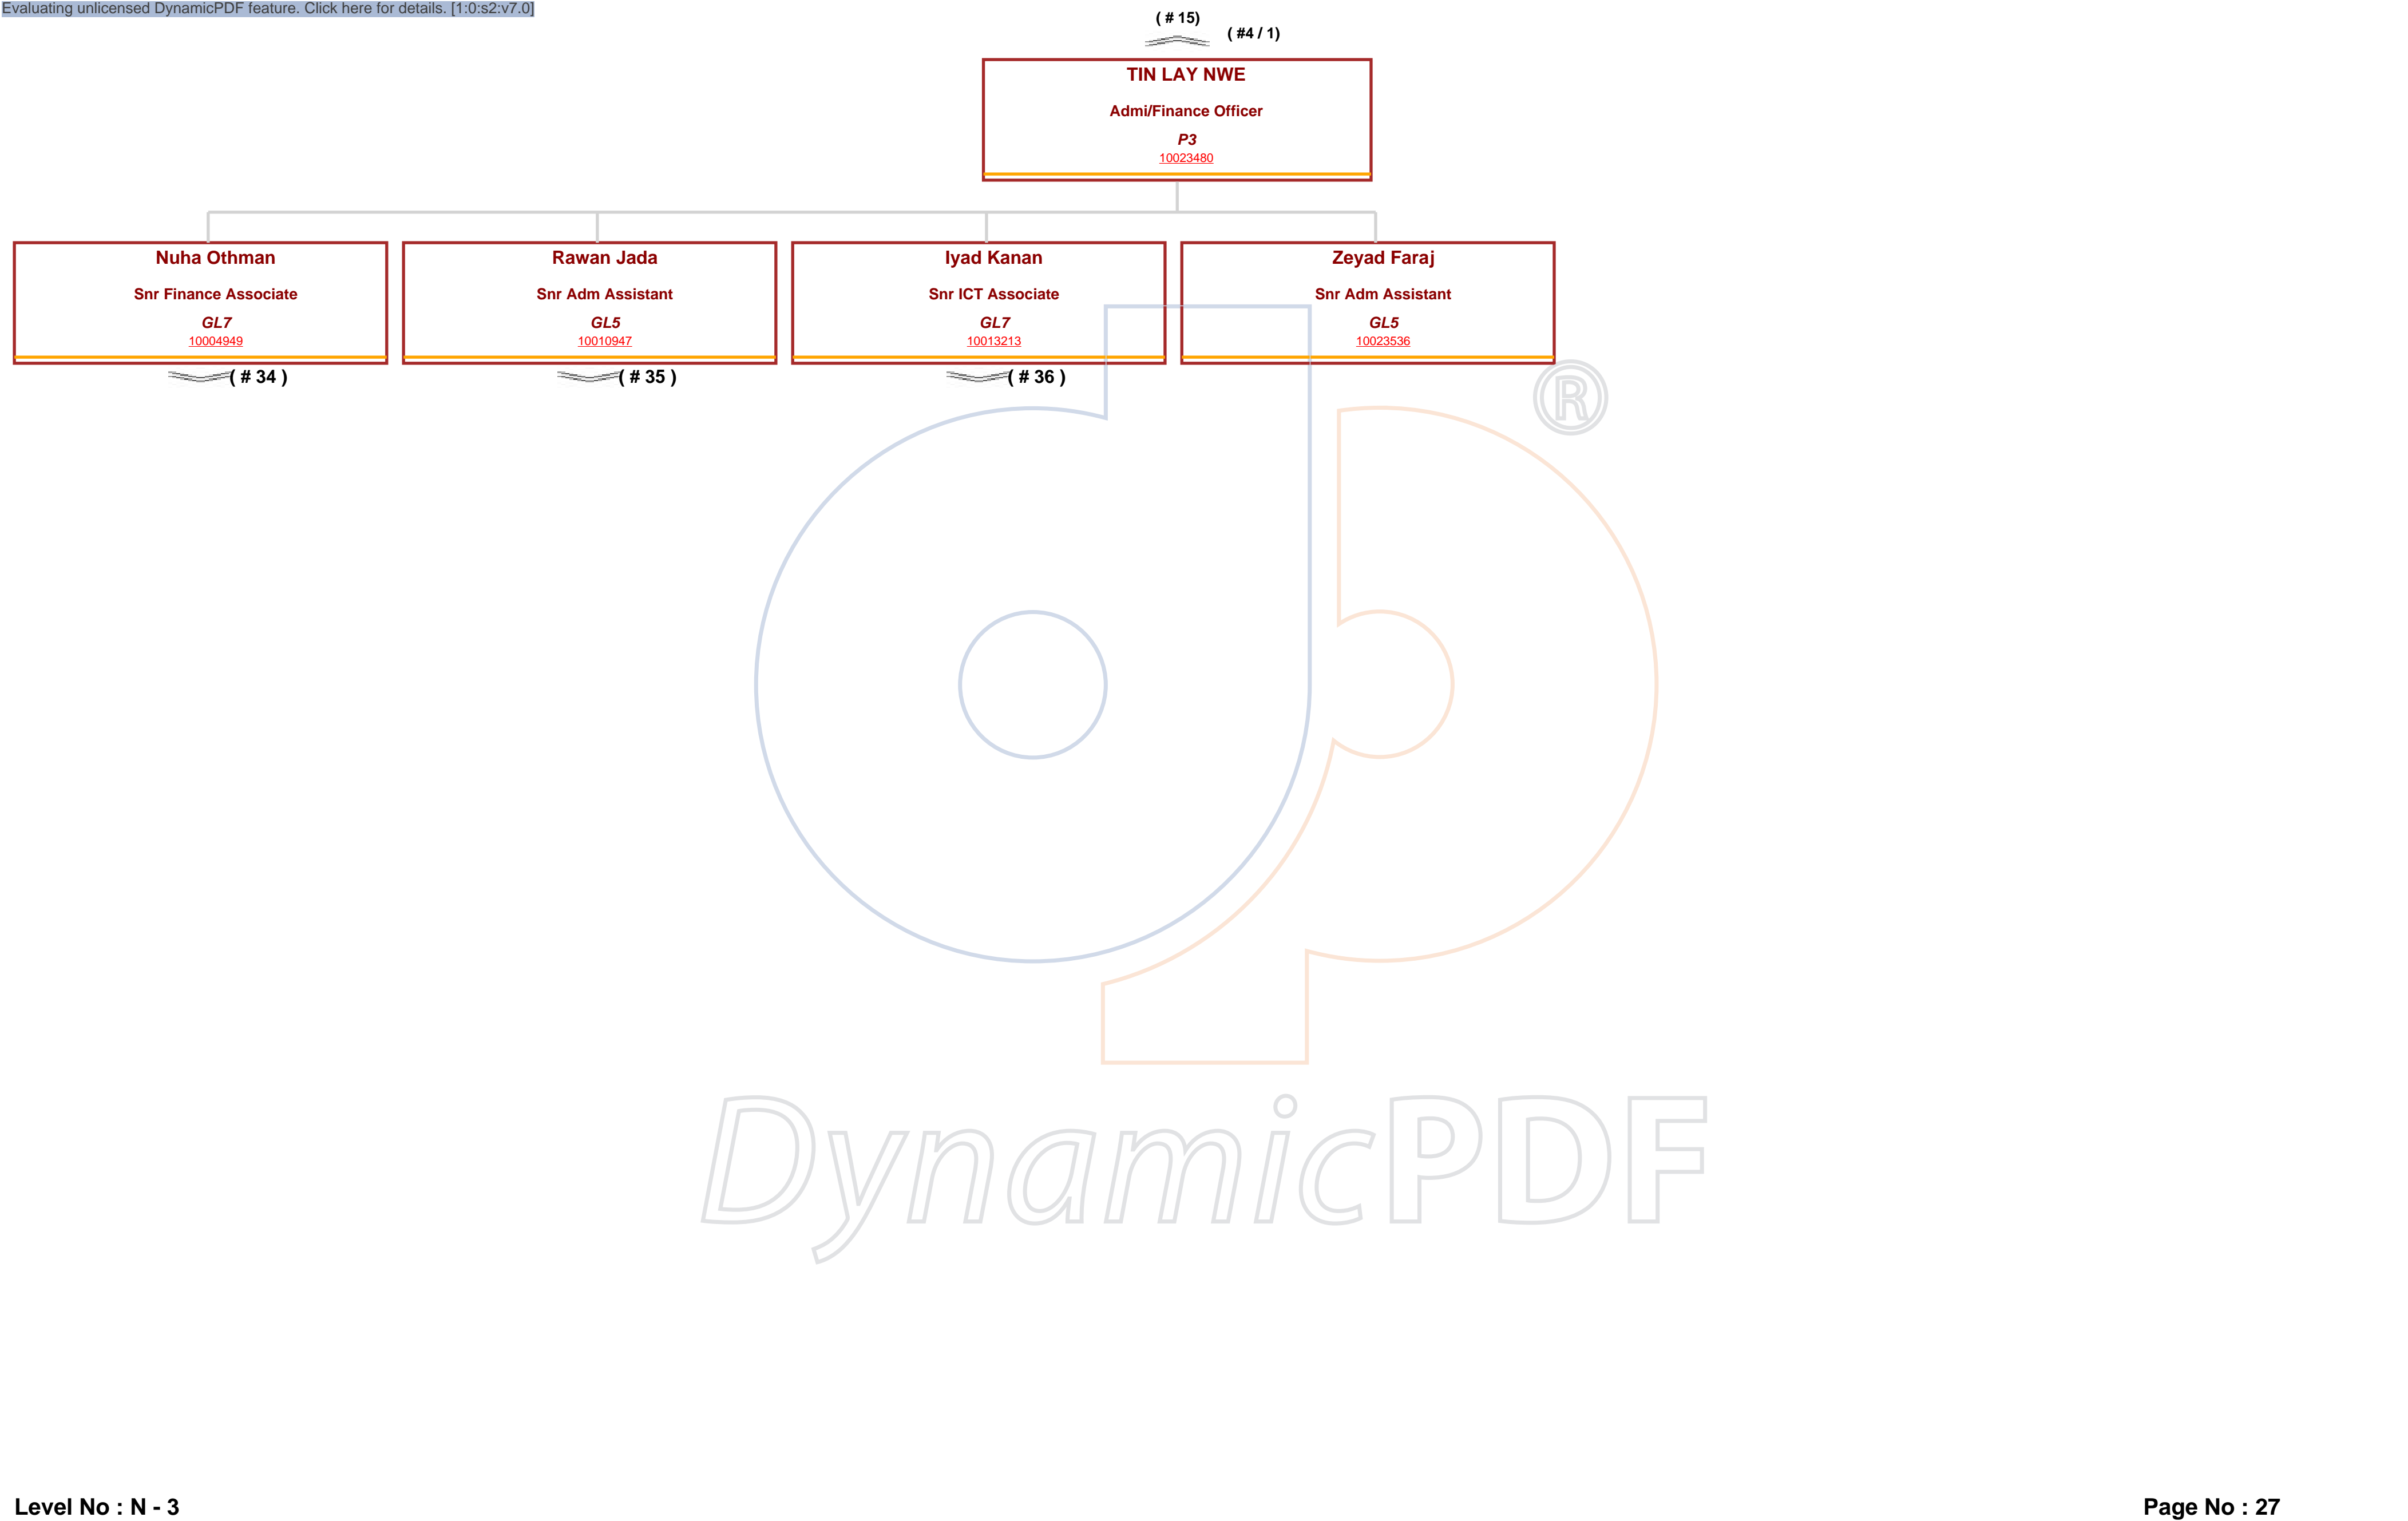 Evaluating unlicensed DynamicPDF feature. Click here for details. [1:0:s2:v7.0]
( # 15)
( #4 / 1)
TIN LAY NWE
Admi/Finance Officer
P3
10023480
Nuha Othman
Snr Finance Associate
GL7
10004949
( # 34 )
Rawan Jada
Snr Adm Assistant
GL5
10010947
( # 35 )
Iyad Kanan
Snr ICT Associate
GL7
10013213
( # 36 )
Zeyad Faraj
Snr Adm Assistant
GL5
10023536
®
DynamicPDF
Level No : N - 3
Page No : 27